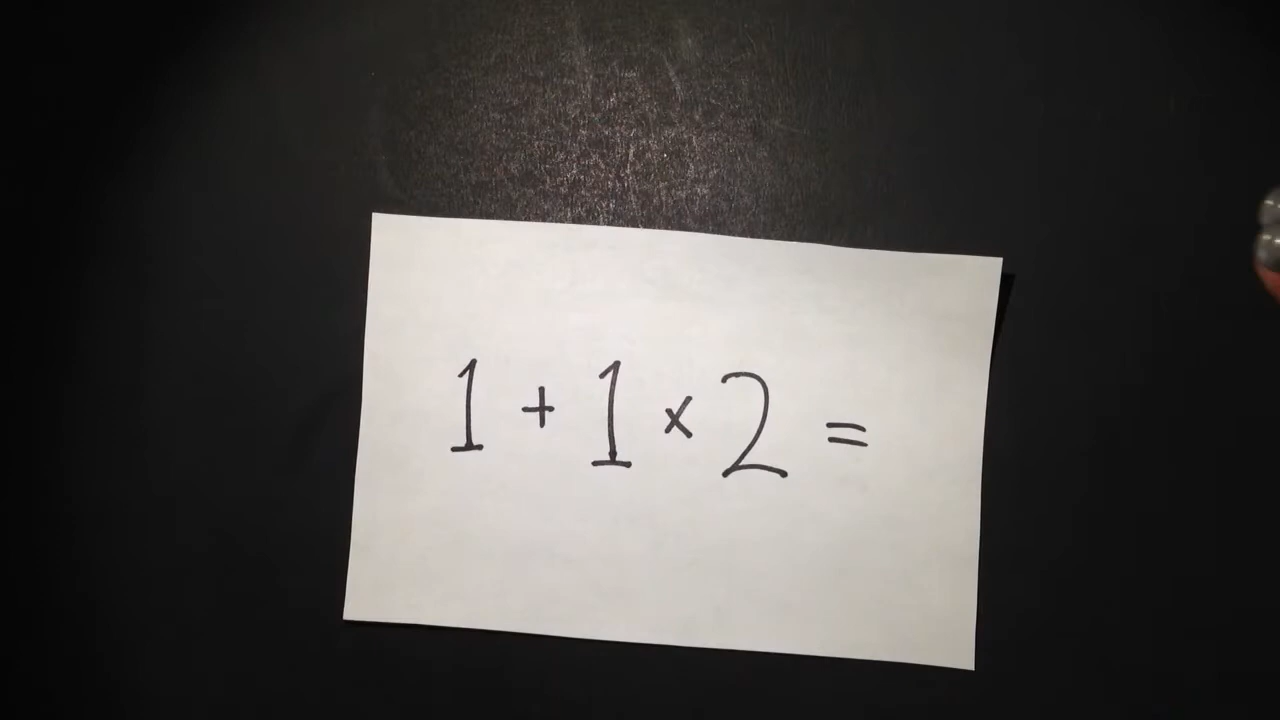 1 + 1 × 2 =